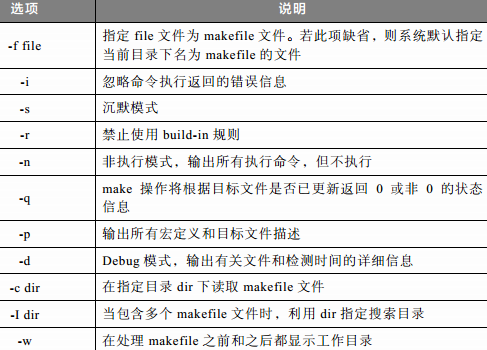 选项 说明
-f file 指定 file 文件为 makefile 文件。若此项缺省，则系统默认指定
当前目录下名为 makefile 的文件
-i 忽略命令执行返回的错误信息
-s 沉默模式
-r 禁止使用 build-in 规则
-n 非执行模式，输出所有执行命令，但不执行
-q make 操作将根据目标文件是否已更新返回 0 或非 0 的状态
信息
-p 输出所有宏定义和目标文件描述
-d Debug 模式，输出有关文件和检测时间的详细信息
-c dir 在指定目录 dir 下读取 makefile 文件
-I dir 当包含多个 makefile 文件时，利用 dir 指定搜索目录
-w 在处理 makefile 之前和之后都显示工作目录